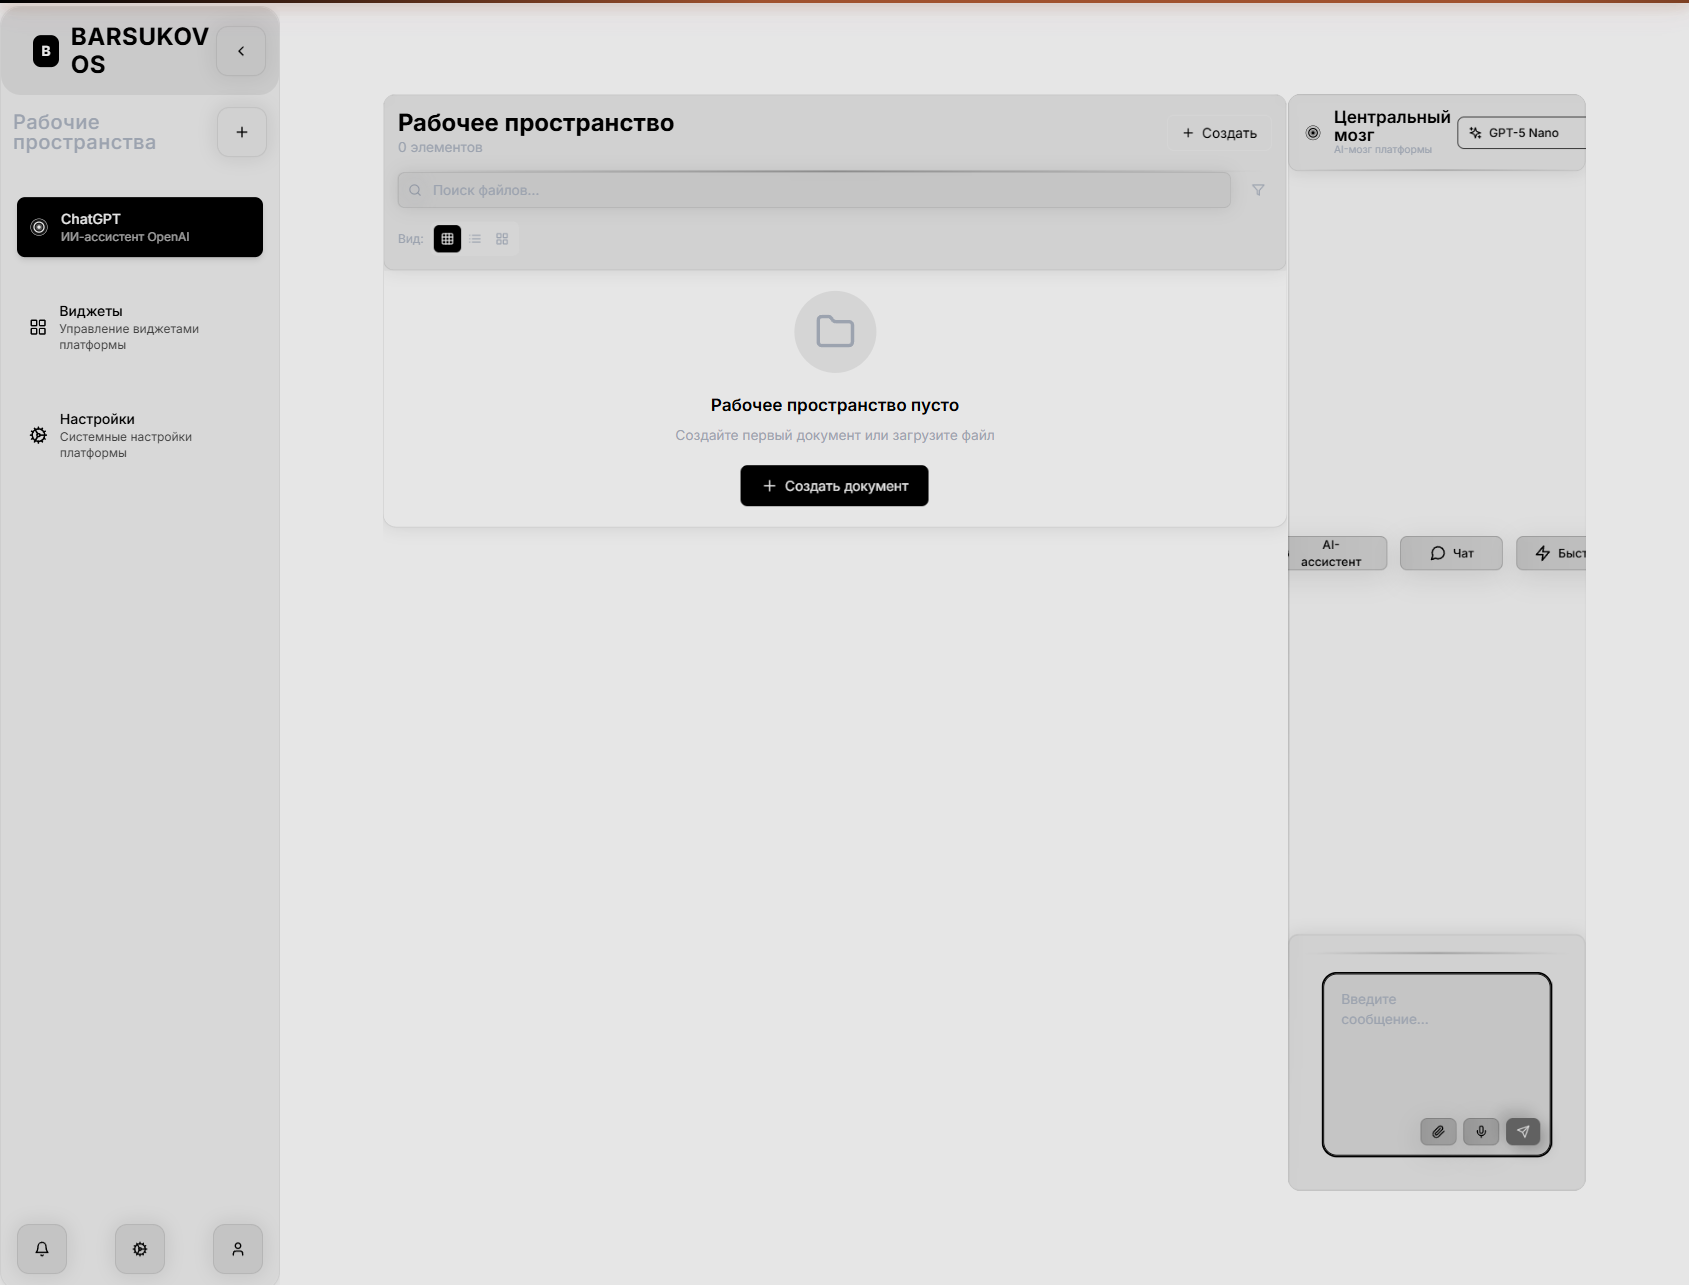 B
BARSUKOV
OS
Рабочие
пространства
ChatGPT
ИИ-ассистент OpenAI
Виджеты
Управление виджетами
платформы
Настройки
Системные настройки
платформы
Рабочее пространство
0 элементов
Создать
Поиск файлов...
Вид:
Рабочее пространство пусто
Создайте первый документ или загрузите файл
Создать документ
Центральный
мозг
AI-мозг платформы
GPT-5 Nano
AI-
ассистент
Чат
Быст
Введите
сообщение...